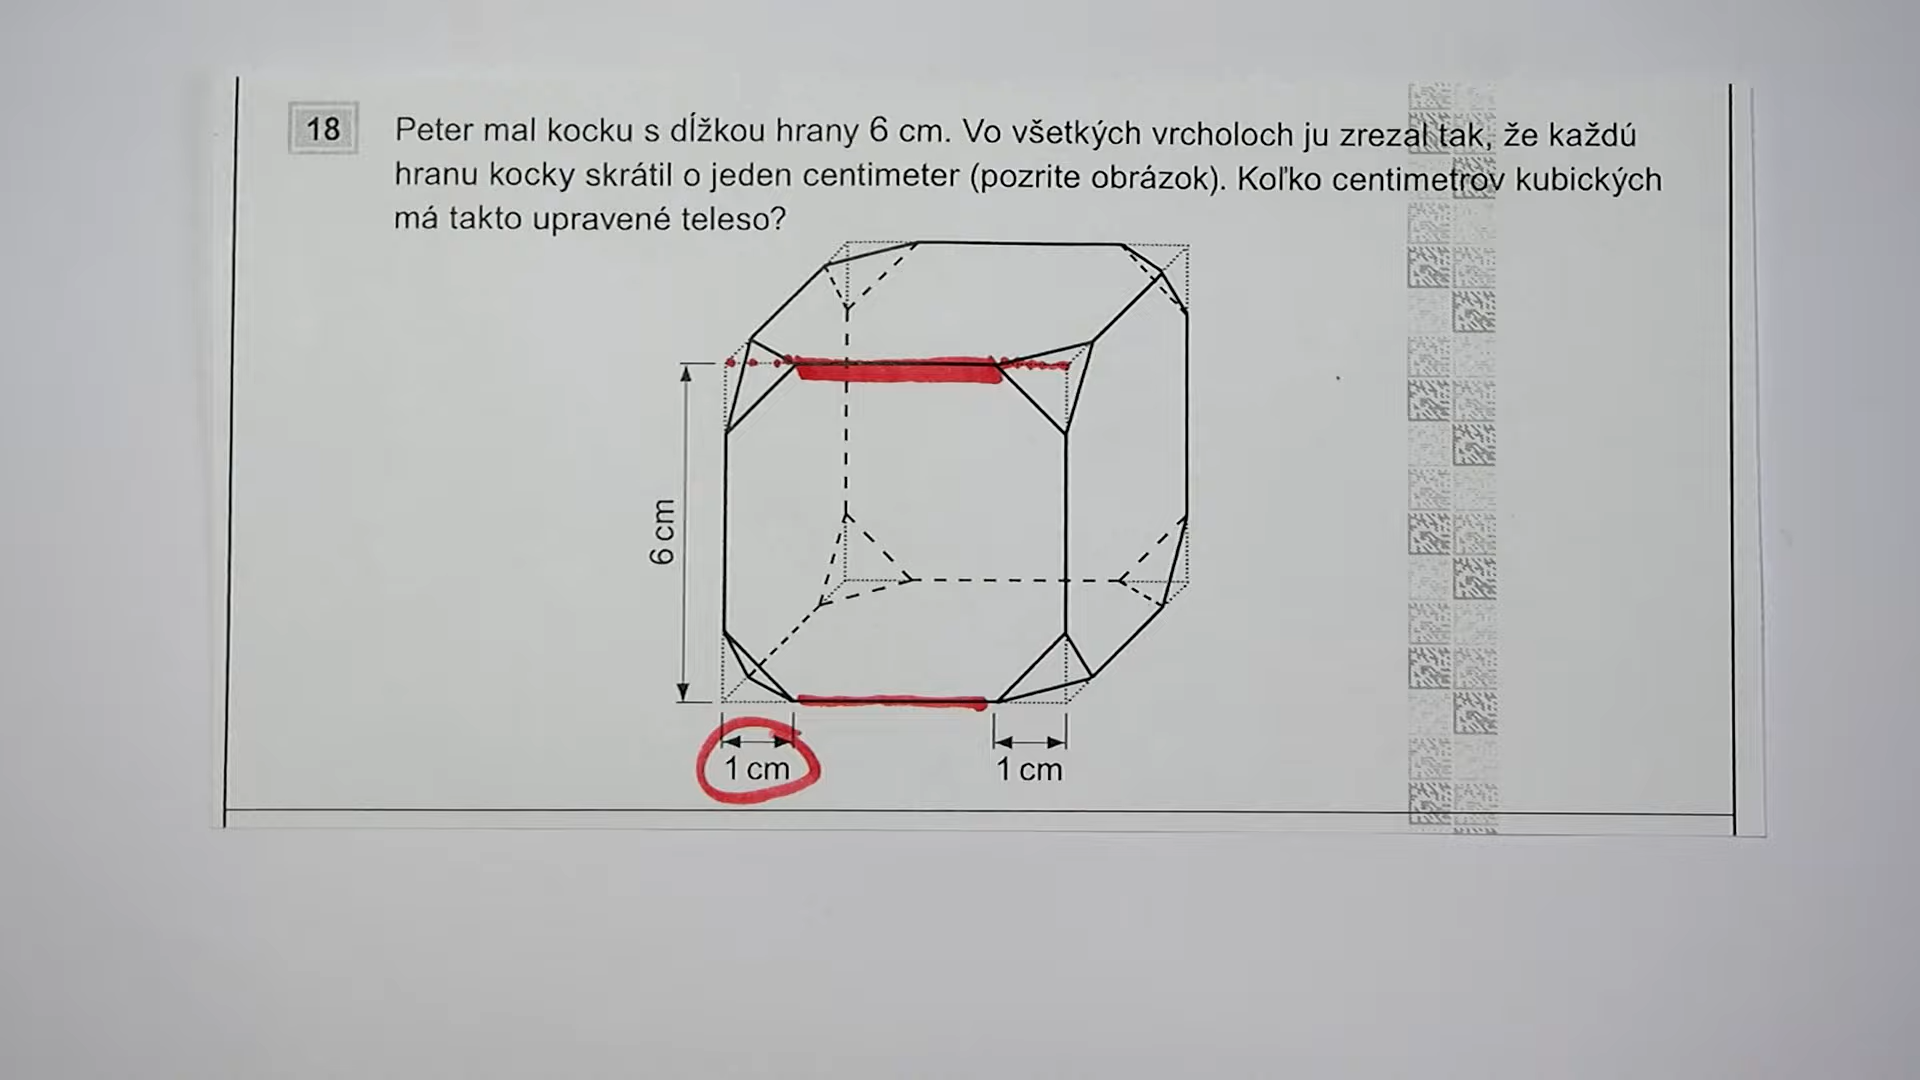 18
Peter mal kocku s dĺžkou hrany 6 cm. Vo všetkých vrcholoch ju zrezal tak, že každú
hranu kocky skrátil o jeden centimeter (pozrite obrázok). Koľko centimetrov kubických
má takto upravené teleso?
6 cm
1 cm
1 cm